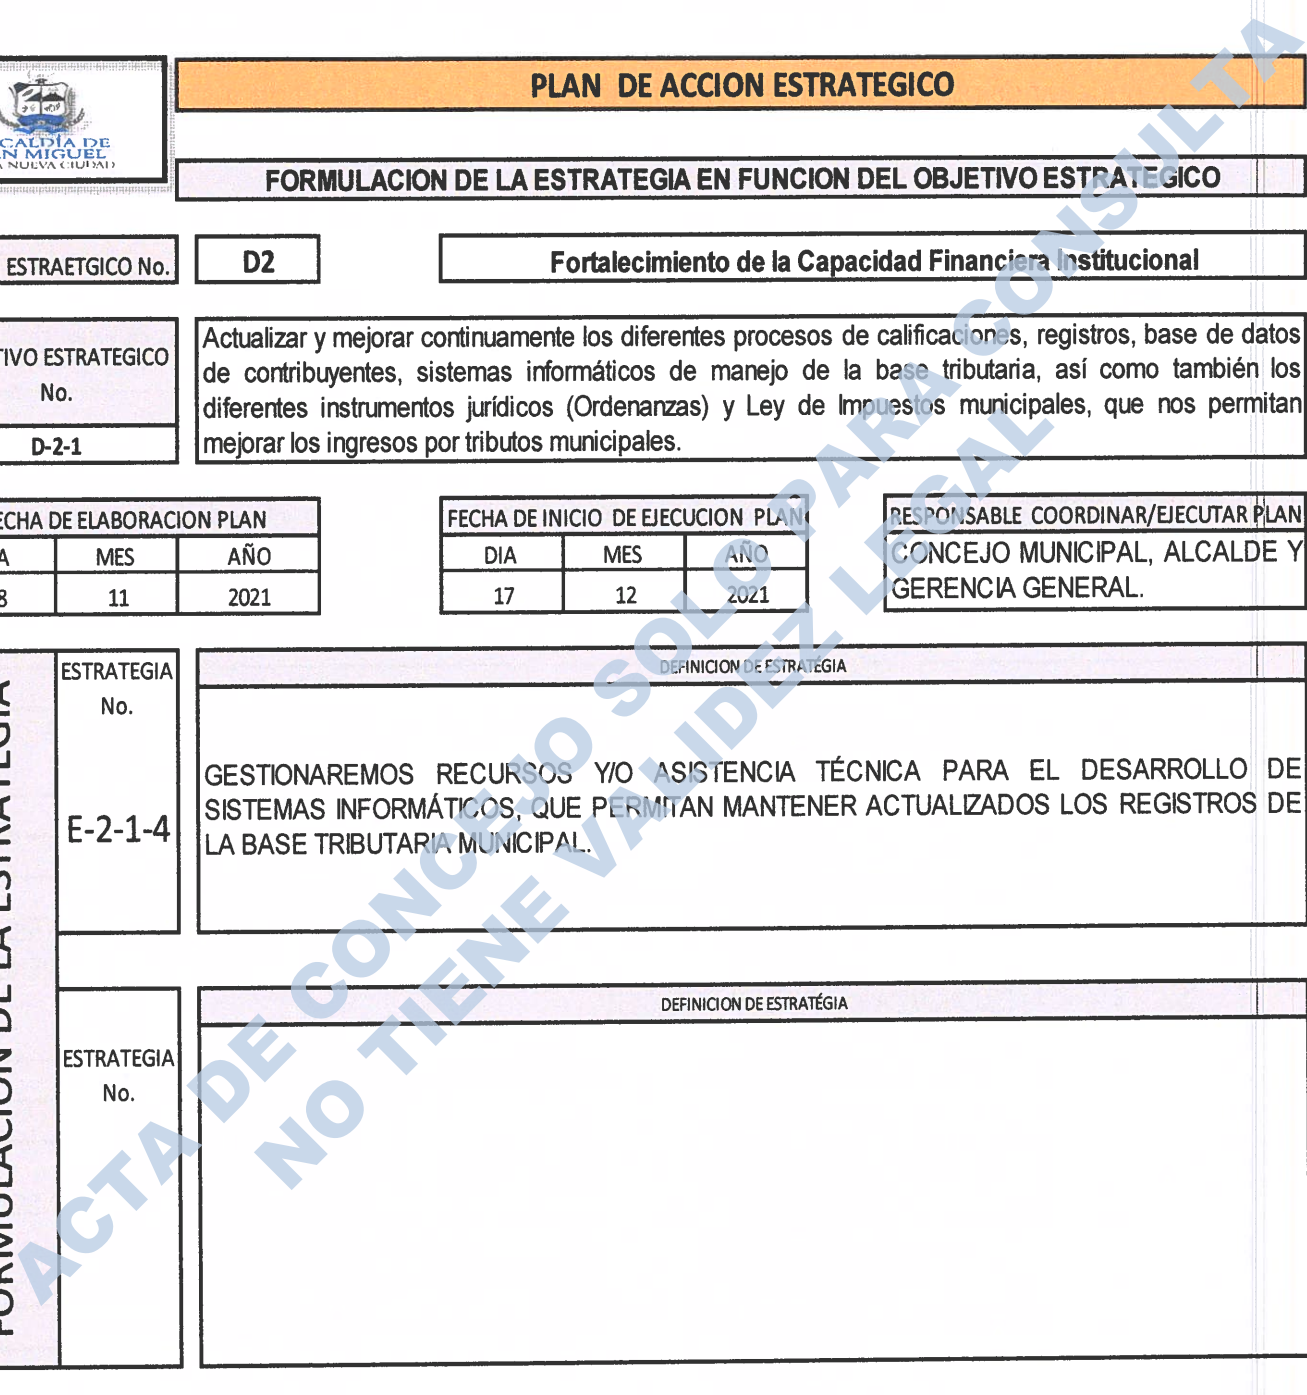 PLAN DE ACCION ESTRATEGICO
CALDÍA DE
N MIGUEL
A NUEVA CIUDAD
FORMULACION DE LA ESTRATEGIA EN FUNCION DEL OBJETIVO ESTRATEGICO
ESTRAETGICO No.
D2
Fortalecimiento de la Capacidad Financiera Institucional
TIVO ESTRATEGICO
No.
D-2-1
Actualizar y mejorar continuamente los diferentes procesos de calificaciones, registros, base de datos
de contribuyentes, sistemas informáticos de manejo de la base tributaria, así como también los
diferentes instrumentos jurídicos (Ordenanzas) y Ley de Impuestos municipales, que nos permitan
mejorar los ingresos por tributos municipales.
ECHA DE ELABORACION PLAN
A MES AÑO
8 11 2021
FECHA DE INICIO DE EJECUCION PLAN
DIA MES AÑO
17 12 2021
RESPONSABLE COORDINAR/EJECUTAR PLAN
CONCEJO MUNICIPAL, ALCALDE Y
GERENCIA GENERAL.
FORMULACION DE LA ESTRATEGIA
ESTRATEGIA
No.
E-2-1-4
DEFINICION DE ESTRATÉGIA
GESTIONAREMOS RECURSOS Y/O ASISTENCIA TÉCNICA PARA EL DESARROLLO DE
SISTEMAS INFORMÁTICOS, QUE PERMITAN MANTENER ACTUALIZADOS LOS REGISTROS DE
LA BASE TRIBUTARIA MUNICIPAL.
ESTRATEGIA
No.
DEFINICION DE ESTRATÉGIA
ACTA DE CONCEJO SOLO PARA CONSULTA
NO TIENE VALIDEZ LEGAL